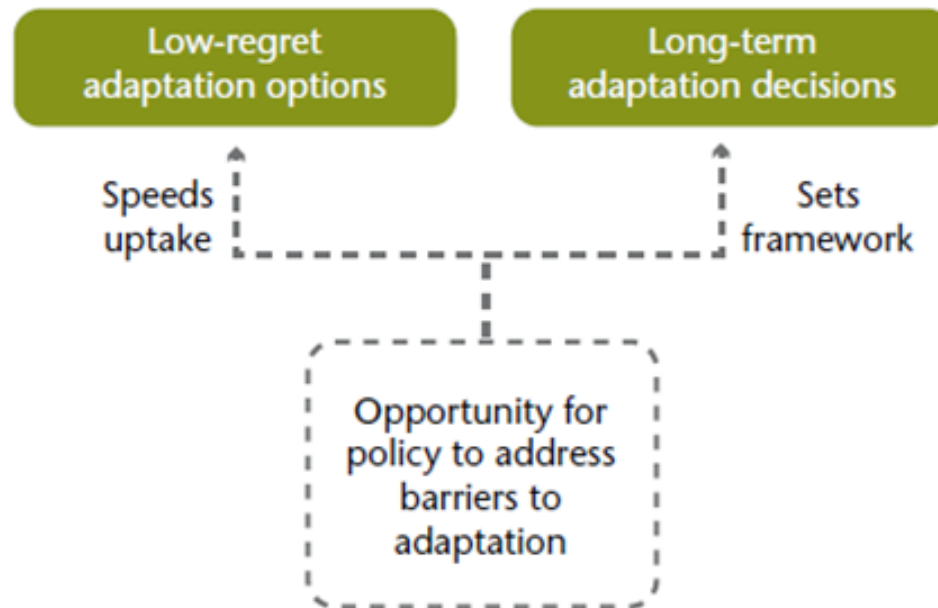 Low-regret
adaptation options
Long-term
adaptation decisions
Speeds
uptake
Sets
framework
Opportunity for
policy to address
barriers to
adaptation